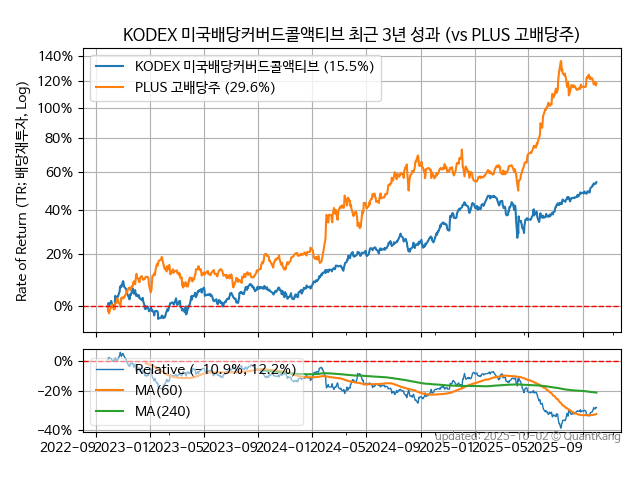 KODEX 미국배당커버드콜액티브 최근 3년 성과 (vs PLUS 고배당주)
Rate of Return (TR: 배당재투자, Log)
140%
120%
100%
80%
60%
40%
20%
0%
KODEX 미국배당커버드콜액티브 (15.5%)
PLUS 고배당주 (29.6%)
0%
−20%
−40%
Relative (−10.9%, 12.2%)
MA(60)
MA(240)
2022-09 2023-01 2023-05 2023-09 2024-01 2024-05 2024-09 2025-01 2025-05 2025-09
updated: 2025-10-02 © QuantKang